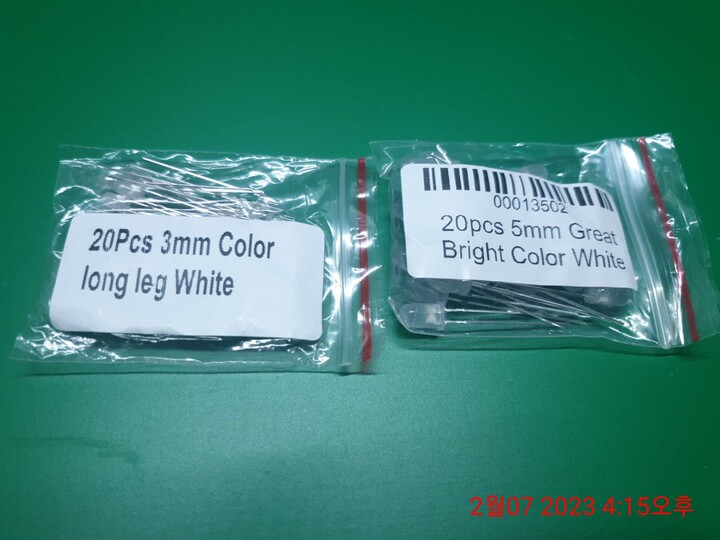 20Pcs 3mm Color
long leg White
00013502
20pcs 5mm Great
Bright Color White
2월07 2023 4:15오후